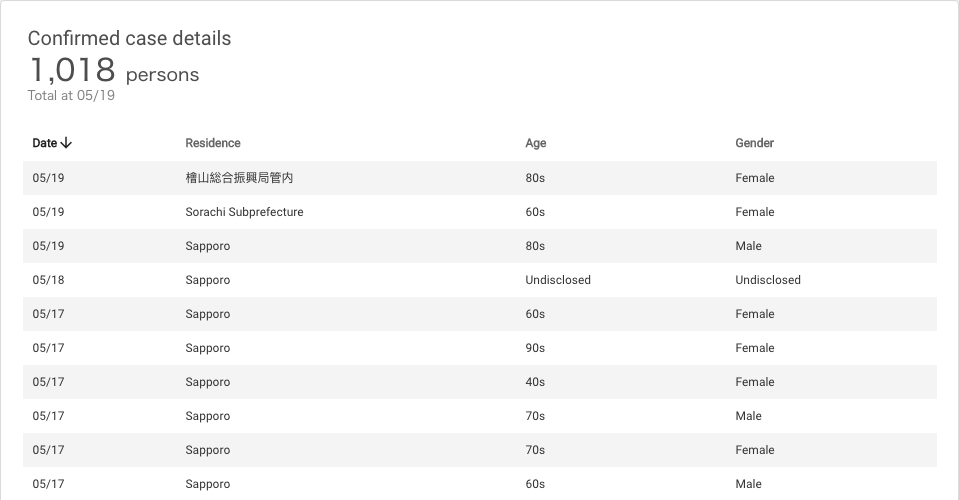 Confirmed case details
1,018 persons
Total at 05/19
Date↓ Residence Age Gender
05/19 檜山総合振興局管内 80s Female
05/19 Sorachi Subprefecture 60s Female
05/19 Sapporo 80s Male
05/18 Sapporo Undisclosed Undisclosed
05/17 Sapporo 60s Female
05/17 Sapporo 90s Female
05/17 Sapporo 40s Female
05/17 Sapporo 70s Male
05/17 Sapporo 70s Female
05/17 Sapporo 60s Male